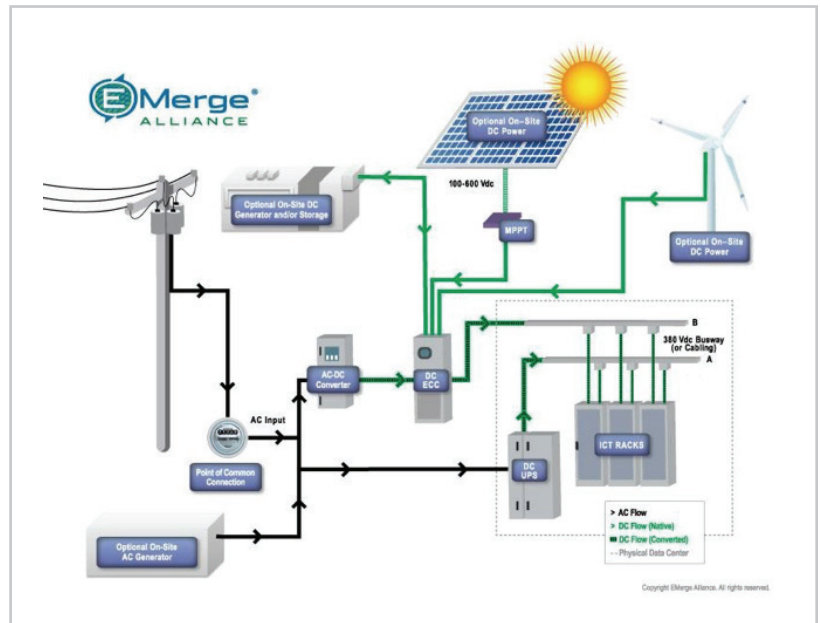 EMerge®
ALLIANCE
Optional On-Site
DC Power
100-600 Vdc
MPPT
Optional On-Site DC
Generator and/or Storage
Optional On-Site
DC Power
B
380 Vdc Busway
(or Cabling)
A
AC-DC
Converter
DC
ECC
AC Input
ICT RACKS
DC
UPS
Point of Common
Connection
Optional On-Site
AC Generator
> AC Flow
> DC Flow (Native)
DC Flow (Converted)
Physical Data Center
Copyright EMerge Alliance. All rights reserved.